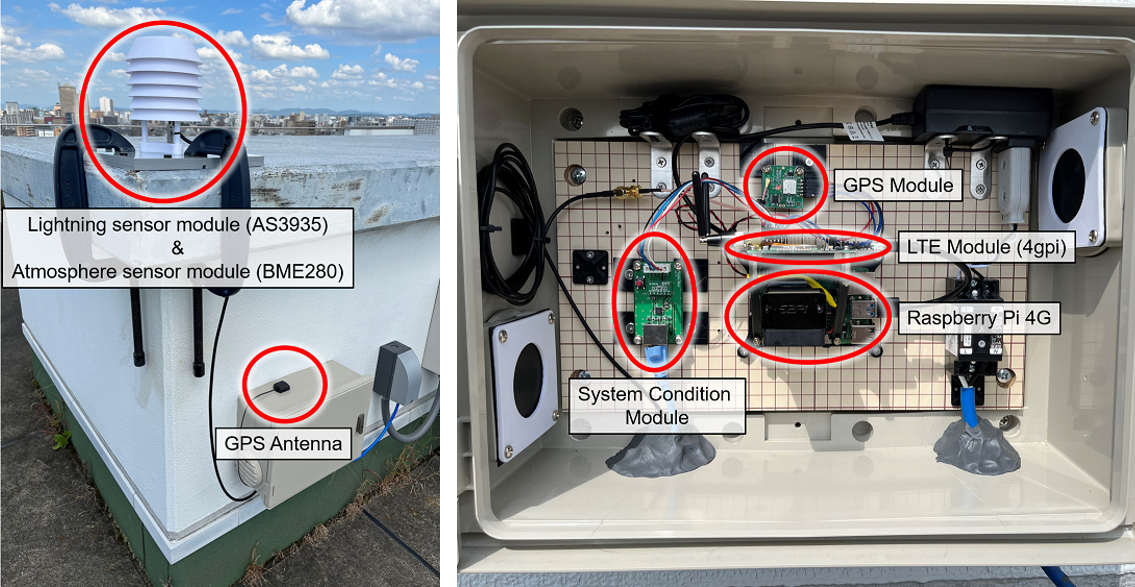 Lightning sensor module (AS3935)
&
Atmosphere sensor module (BME280)
GPS Antenna
GPS Module
LTE Module (4gpi)
Raspberry Pi 4G
System Condition
Module